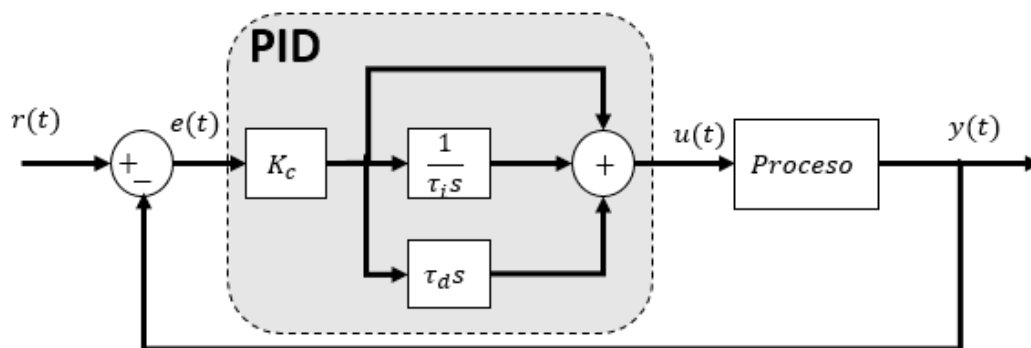 PID
r(t)
e(t)
u(t)
y(t)
+
−
K_c
1
τ_i s
+
Proceso
τ_d s